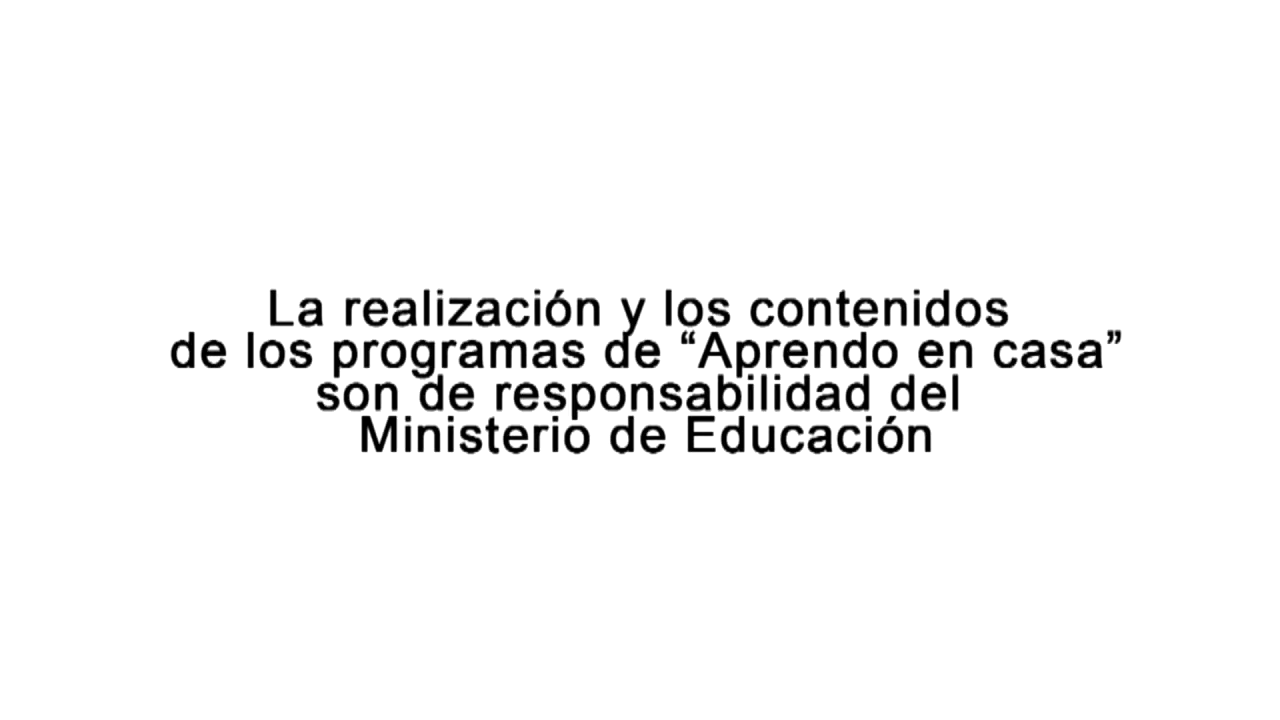 La realización y los contenidos
de los programas de “Aprendo en casa”
son de responsabilidad del
Ministerio de Educación